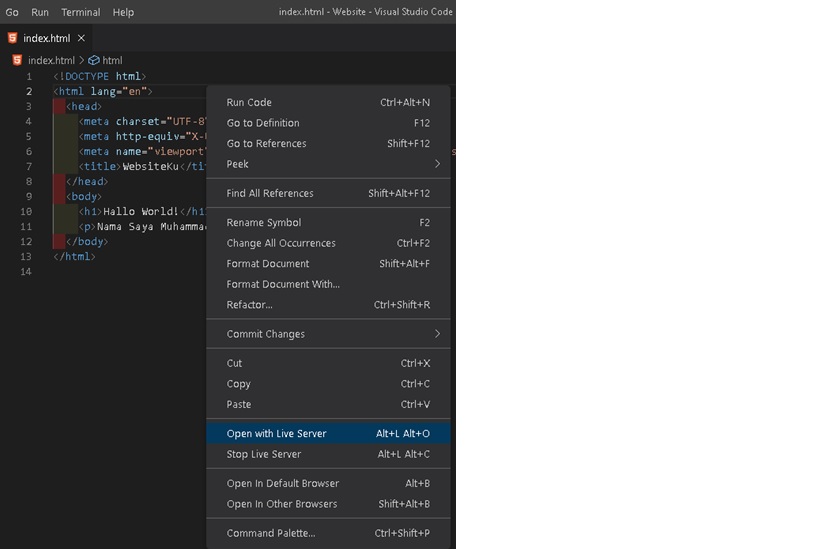 Go Run Terminal Help index.html - Website - Visual Studio Code
index.html
index.html > html
1 <!DOCTYPE html>
2 <html lang="en">
3 <head>
4 <meta charset="UTF-8"
5 <meta http-equiv="X-
6 <meta name="viewport"
7 <title>WebsiteKu</tit
8 </head>
9 <body>
10 <h1>Hallo World!</h1
11 <p>Nama Saya Muhamma
12 </body>
13 </html>
14
Run Code Ctrl+Alt+N
Go to Definition F12
Go to References Shift+F12
Peek >
Find All References Shift+Alt+F12
Rename Symbol F2
Change All Occurrences Ctrl+F2
Format Document Shift+Alt+F
Format Document With...
Refactor... Ctrl+Shift+R
Commit Changes >
Cut Ctrl+X
Copy Ctrl+C
Paste Ctrl+V
Open with Live Server Alt+L Alt+O
Stop Live Server Alt+L Alt+C
Open In Default Browser Alt+B
Open In Other Browsers Shift+Alt+B
Command Palette... Ctrl+Shift+P